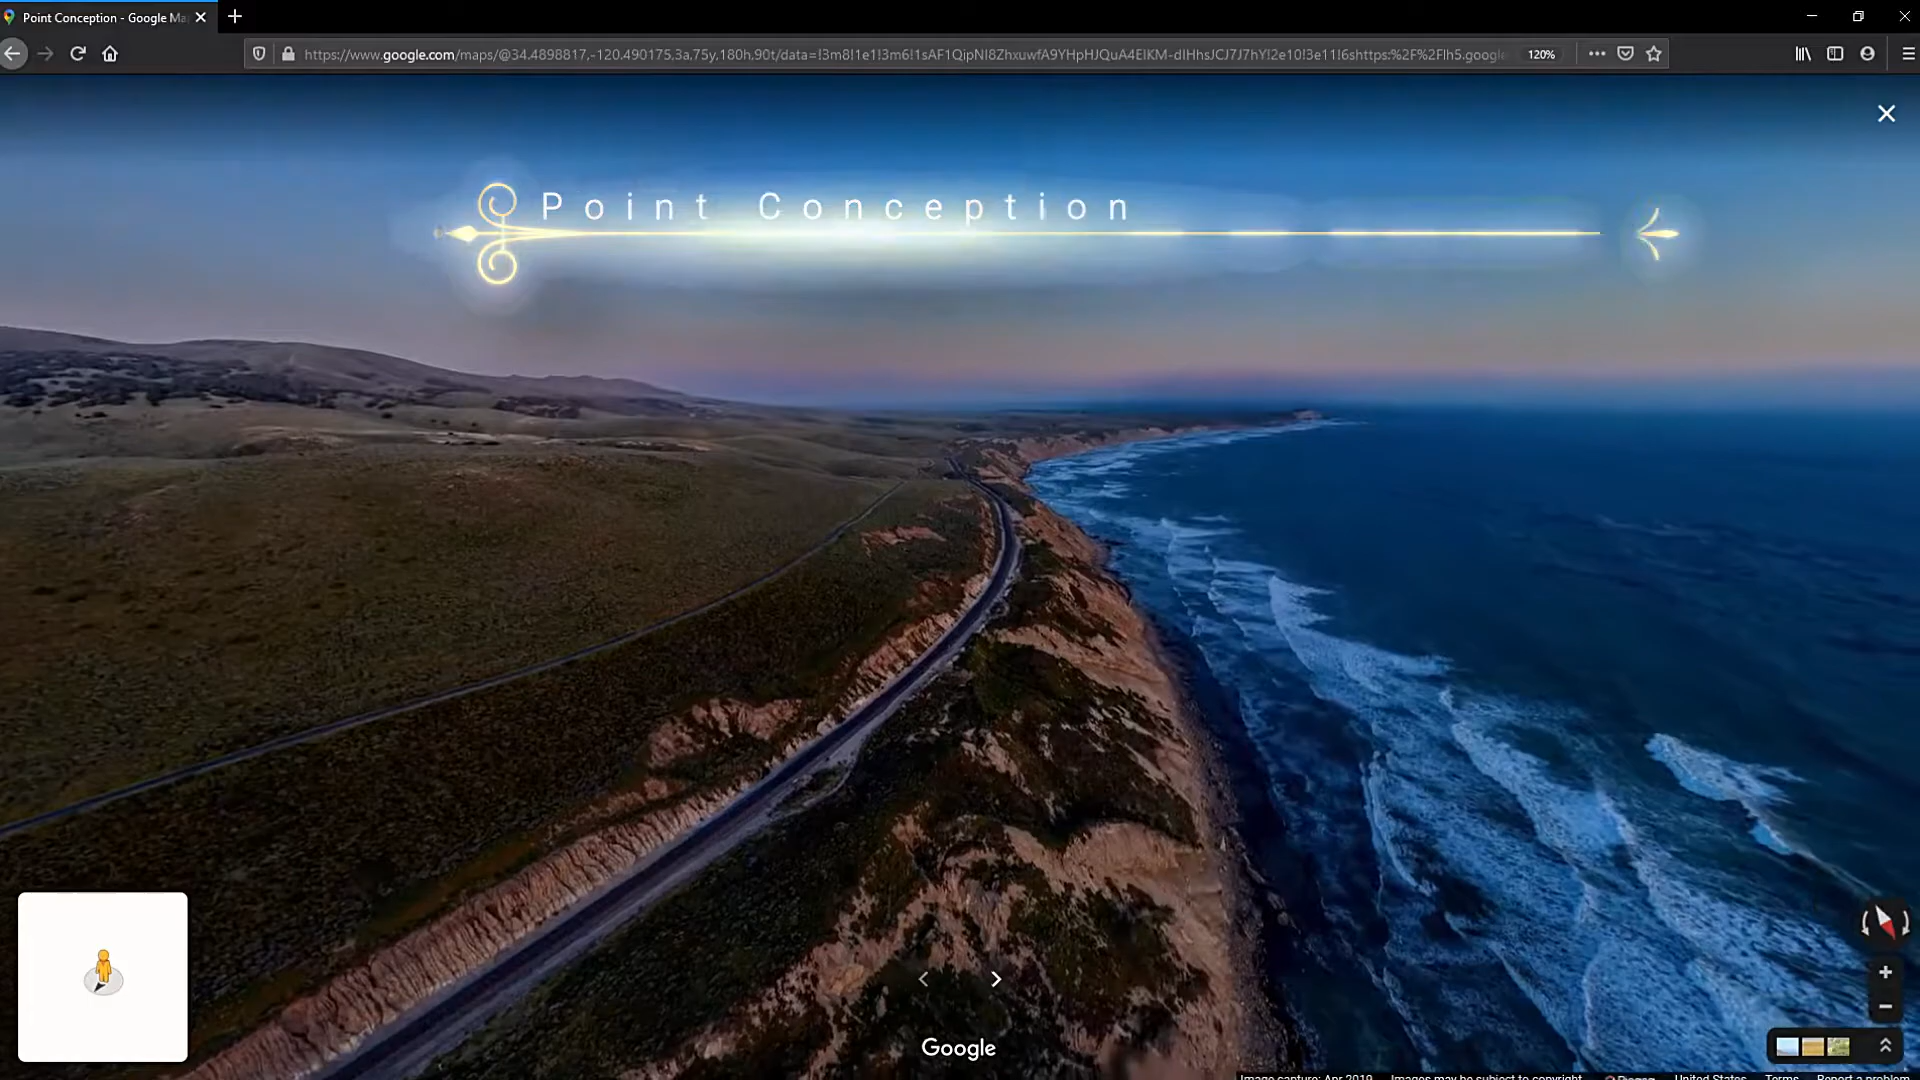 Point Conception - Google Ma
https://www.google.com/maps/@34.4898817,-120.490175,3a,75y,180h,90t/data=!3m8!1e1!3m6!1sAF1QipNI8ZhxuwfA9YHpHJQuA4EIKM-dIHhsJCJ7J7hY!2e10!3e11!6shttps:%2F%2Flh5.google
120%
Point Conception
Google
Image capture: Apr 2019 Images may be subject to copyright. United States Terms Report a problem